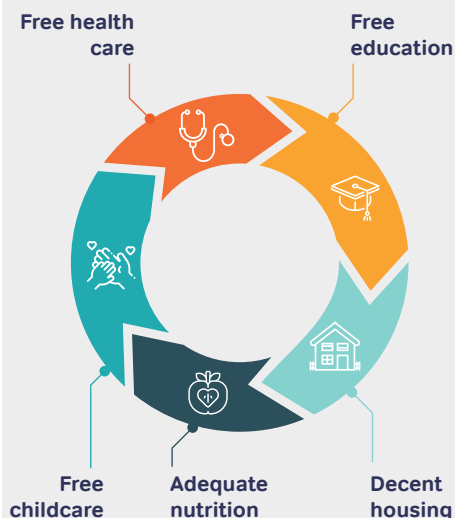 Free health
care
Free
education
Free
childcare
Adequate
nutrition
Decent
housing